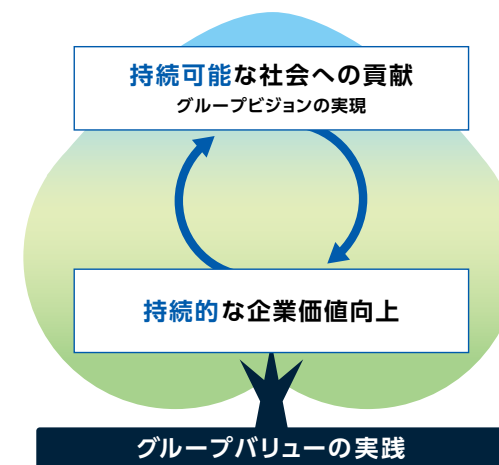 持続可能な社会への貢献
グループビジョンの実現
持続的な企業価値向上
グループバリューの実践